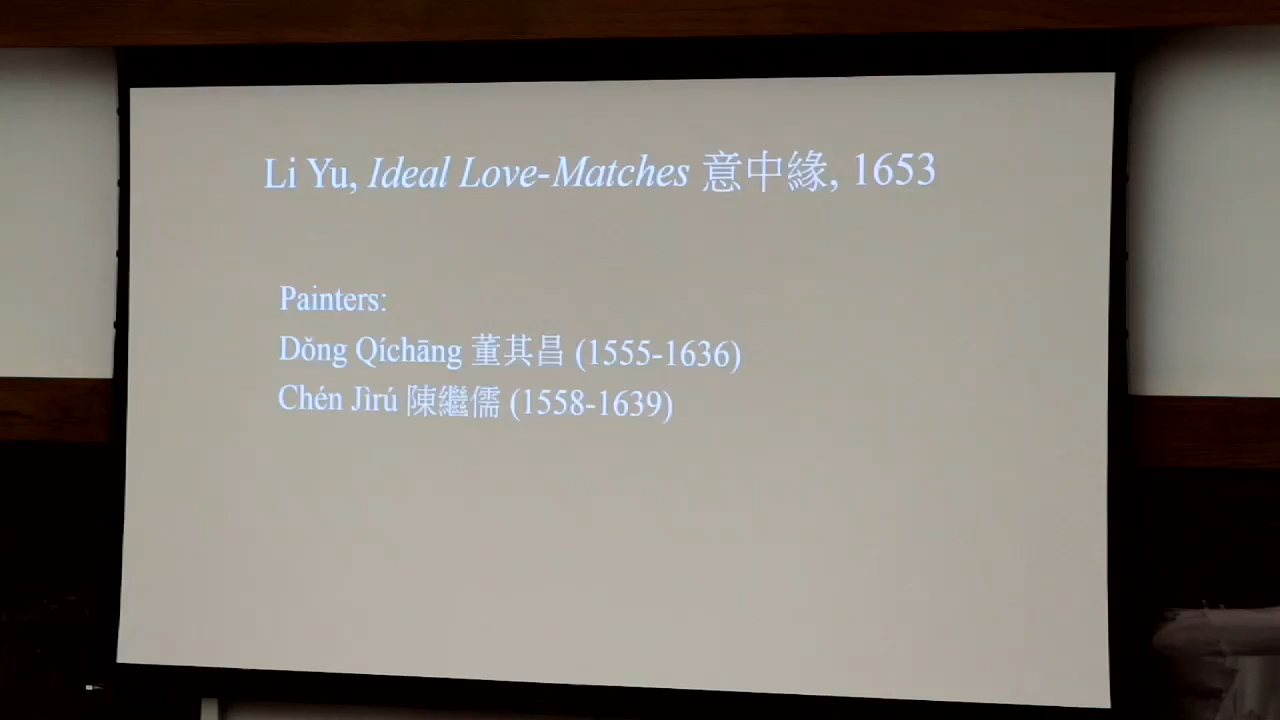 Li Yu, Ideal Love-Matches 意中緣, 1653
Painters:
Dǒng Qíchāng 董其昌 (1555-1636)
Chén Jìrú 陳繼儒 (1558-1639)